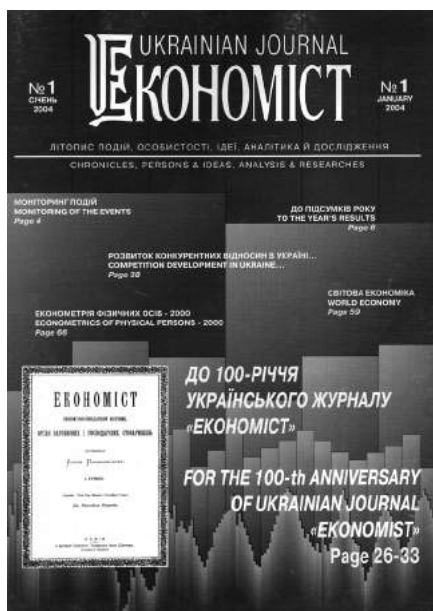 UKRAINIAN JOURNAL
ЕКОНОМІСТ
№1
СІЧЕНЬ
2004
№1
JANUARY
2004
ЛІТОПИС ПОДІЙ, ОСОБИСТОСТІ, ІДЕЇ, АНАЛІТИКА Й ДОСЛІДЖЕННЯ
CHRONICLES, PERSONS & IDEAS, ANALYSIS & RESEARCHES
МОНІТОРИНГ ПОДІЙ
MONITORING OF THE EVENTS
Page 4
ДО ПІДСУМКІВ РОКУ
TO THE YEAR'S RESULTS
Page 6
РОЗВИТОК КОНКУРЕНТНИХ ВІДНОСИН В УКРАЇНІ...
COMPETITION DEVELOPMENT IN UKRAINE...
Page 38
СВІТОВА ЕКОНОМІКА
WORLD ECONOMY
Page 59
ЕКОНОМЕТРІЯ ФІЗИЧНИХ ОСІБ - 2000
ECONOMETRICS OF PHYSICAL PERSONS - 2000
Page 66
ЕКОНОМІСТ
ДО 100-РІЧЧЯ
УКРАЇНСЬКОГО ЖУРНАЛУ
«ЕКОНОМІСТ»
FOR THE 100-th ANNIVERSARY
OF UKRAINIAN JOURNAL
«EKONOMIST»
Page 26-33